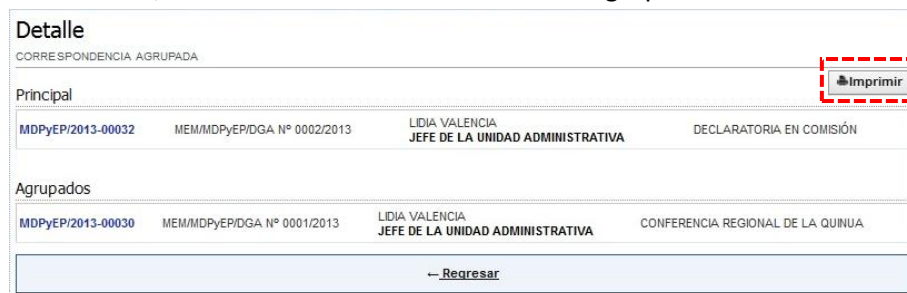 Detalle
CORRESPONDENCIA AGRUPADA
Imprimir
Principal
MDPyEP/2013-00032 MEM/MDPyEP/DGA Nº 0002/2013 LIDIA VALENCIA DECLARATORIA EN COMISIÓN
JEFE DE LA UNIDAD ADMINISTRATIVA
Agrupados
MDPyEP/2013-00030 MEM/MDPyEP/DGA Nº 0001/2013 LIDIA VALENCIA CONFERENCIA REGIONAL DE LA QUINUA
JEFE DE LA UNIDAD ADMINISTRATIVA
← Regresar